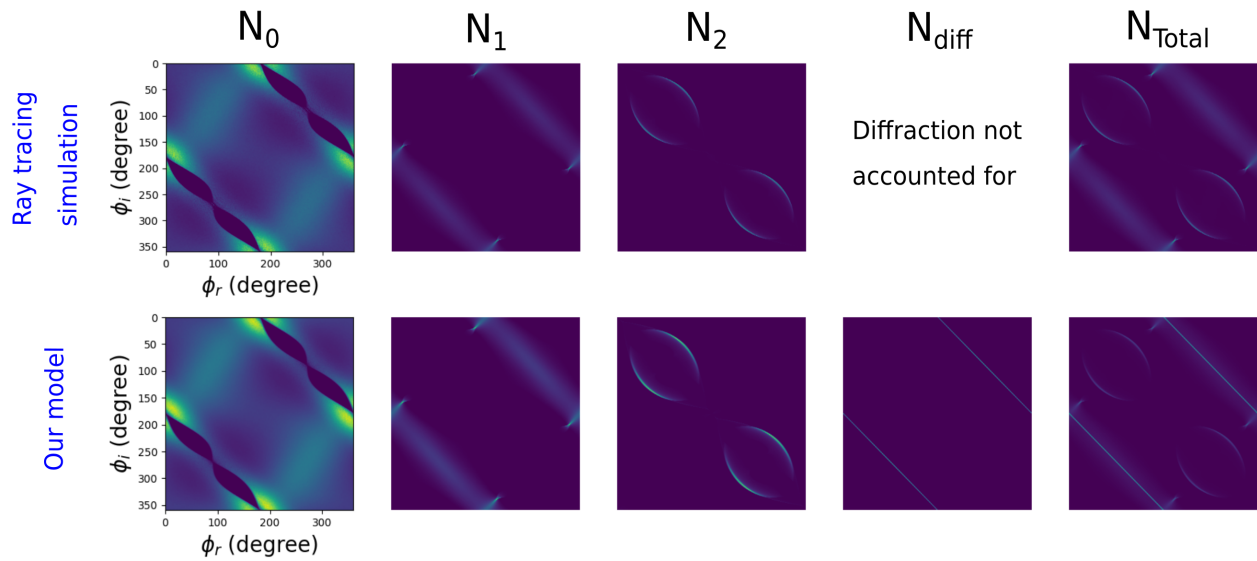 N0 N1 N2 Ndiff NTotal
Ray tracing
simulation
ϕi (degree)
0
50
100
150
200
250
300
350
0 100 200 300
ϕr (degree)
Diffraction not
accounted for
Our model
ϕi (degree)
0
50
100
150
200
250
300
350
0 100 200 300
ϕr (degree)